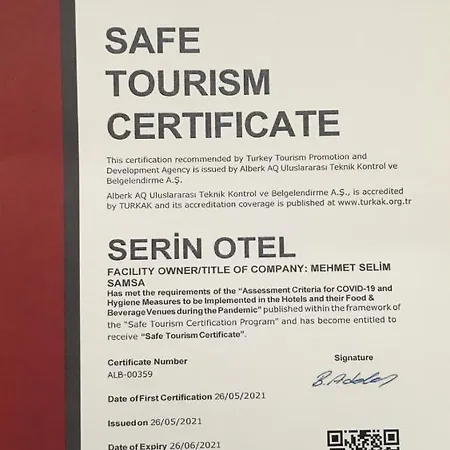 SAFE
TOURISM
CERTIFICATE
This certification recommended by Turkey Tourism Promotion and
Development Agency is issued by Alberk AQ Uluslararası Teknik Kontrol ve
Belgelendirme A.Ş.
Alberk AQ Uluslararası Teknik Kontrol ve Belgelendirme A.Ş., is accredited
by TURKAK and its accreditation coverage is published at www.turkak.org.tr
SERİN OTEL
FACILITY OWNER/TITLE OF COMPANY: MEHMET SELİM
SAMSA
Has met the requirements of the "Assessment Criteria for COVID-19 and
Hygiene Measures to be Implemented in the Hotels and their Food &
Beverage Venues during the Pandemic" published within the framework of
the "Safe Tourism Certification Program" and has become entitled to
receive "Safe Tourism Certificate".
Certificate Number
ALB-00359
Signature
Date of First Certification 26/05/2021
Issued on 26/05/2021
Date of Expiry 26/06/2021